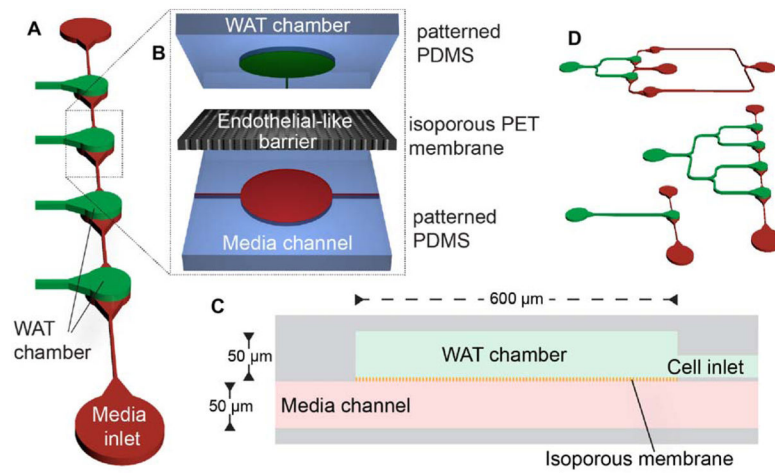 A
B
WAT chamber
patterned
PDMS
Endothelial-like
barrier
isoporous PET
membrane
Media channel
patterned
PDMS
WAT
chamber
Media
inlet
D
C
600 μm
50 μm
WAT chamber
Cell inlet
50 μm
Media channel
Isoporous membrane